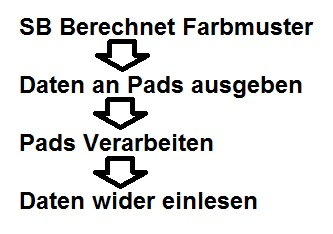 SB Berechnet Farbmuster
Daten an Pads ausgeben
Pads Verarbeiten
Daten wider einlesen